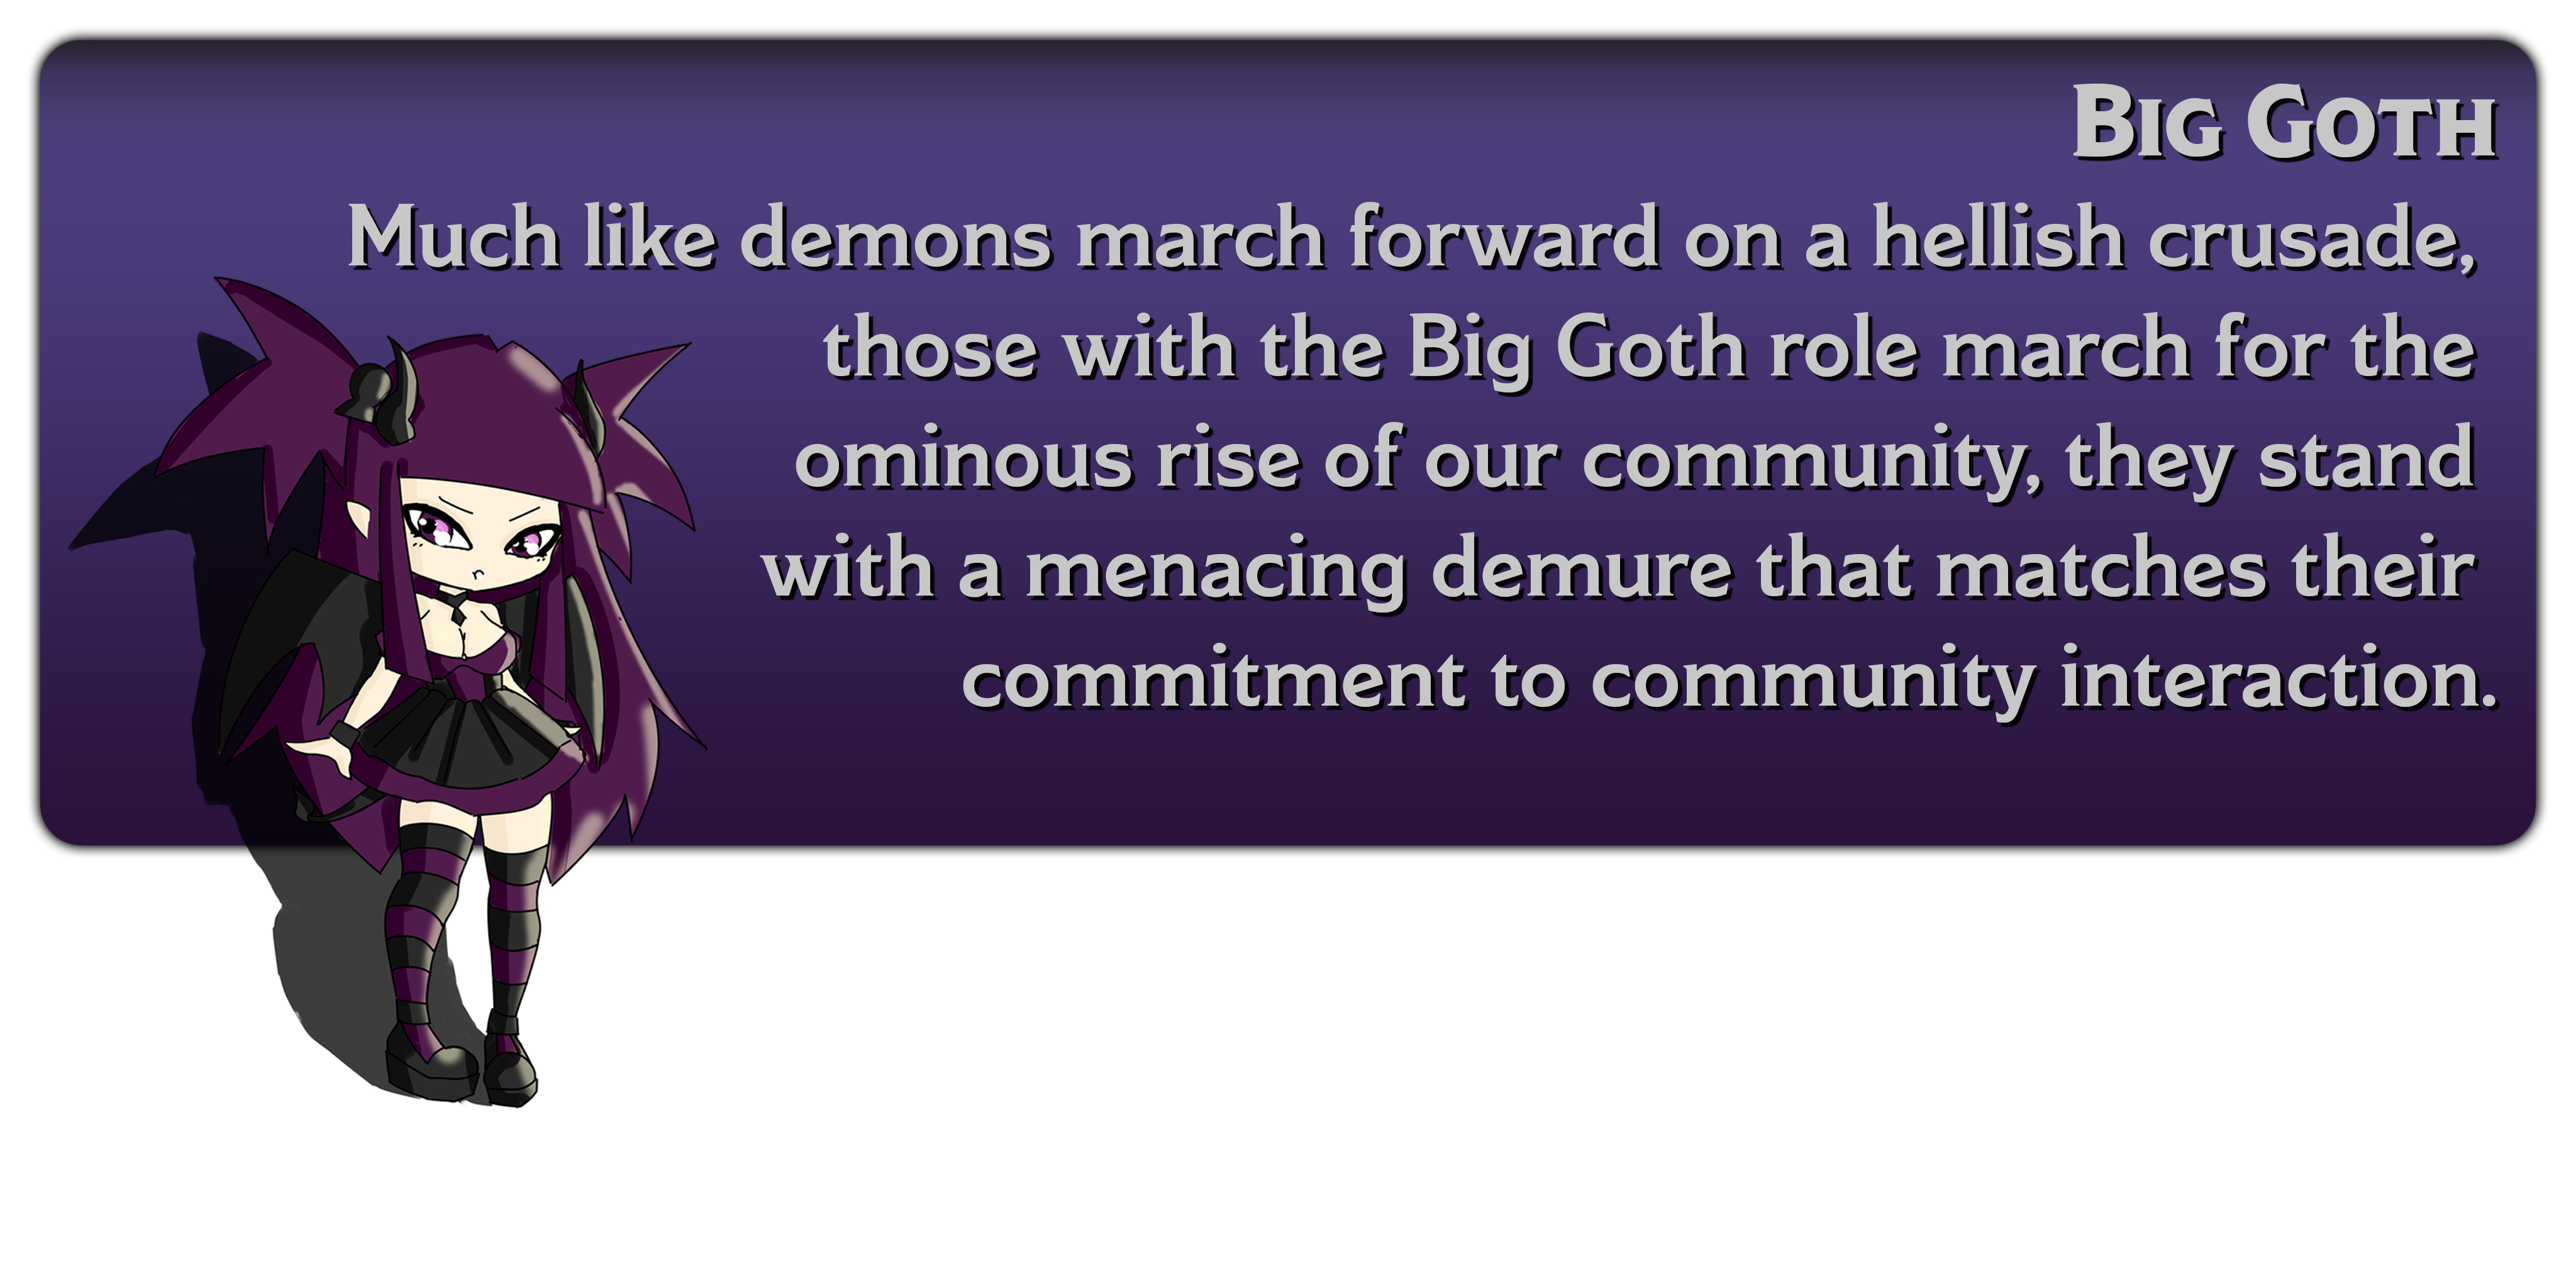 Big Goth
Much like demons march forward on a hellish crusade,
those with the Big Goth role march for the
ominous rise of our community, they stand
with a menacing demure that matches their
commitment to community interaction.